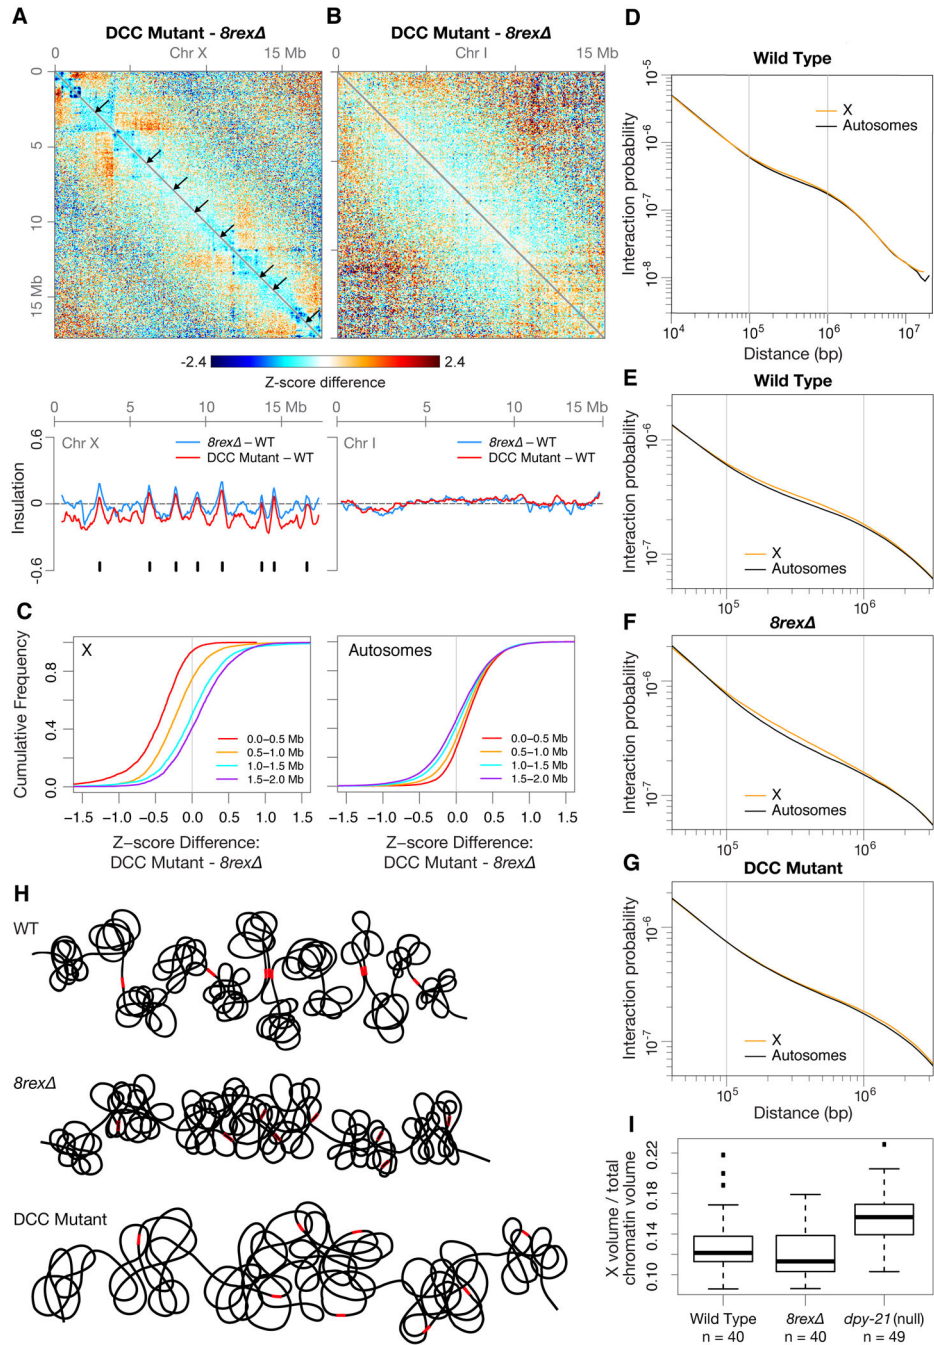 A
DCC Mutant - 8rexΔ
0 Chr X 15 Mb
0
5
10
15 Mb
B
DCC Mutant - 8rexΔ
0 Chr I 15 Mb
-2.4 2.4
Z-score difference
0 5 10 15 Mb
0.6
0
-0.6
Insulation
Chr X
8rexΔ – WT
DCC Mutant – WT
0 5 10 15 Mb
Chr I
8rexΔ – WT
DCC Mutant – WT
C
Cumulative Frequency
0.8
0.4
0.0
X
0.0–0.5 Mb
0.5–1.0 Mb
1.0–1.5 Mb
1.5–2.0 Mb
−1.5 −1.0 −0.5 0.0 0.5 1.0 1.5
Z−score Difference:
DCC Mutant - 8rexΔ
Autosomes
0.0–0.5 Mb
0.5–1.0 Mb
1.0–1.5 Mb
1.5–2.0 Mb
−1.5 −1.0 −0.5 0.0 0.5 1.0 1.5
Z−score Difference:
DCC Mutant - 8rexΔ
D
Wild Type
Interaction probability
10-5
10-6
10-7
10-8
X
Autosomes
104 105 106 107
Distance (bp)
E
Wild Type
Interaction probability
10-6
10-7
X
Autosomes
105 106
F
8rexΔ
Interaction probability
10-6
10-7
X
Autosomes
105 106
G
DCC Mutant
Interaction probability
10-6
10-7
X
Autosomes
105 106
Distance (bp)
H
WT
8rexΔ
DCC Mutant
I
X volume / total
chromatin volume
0.22
0.18
0.14
0.10
Wild Type 8rexΔ dpy-21(null)
n = 40 n = 40 n = 49